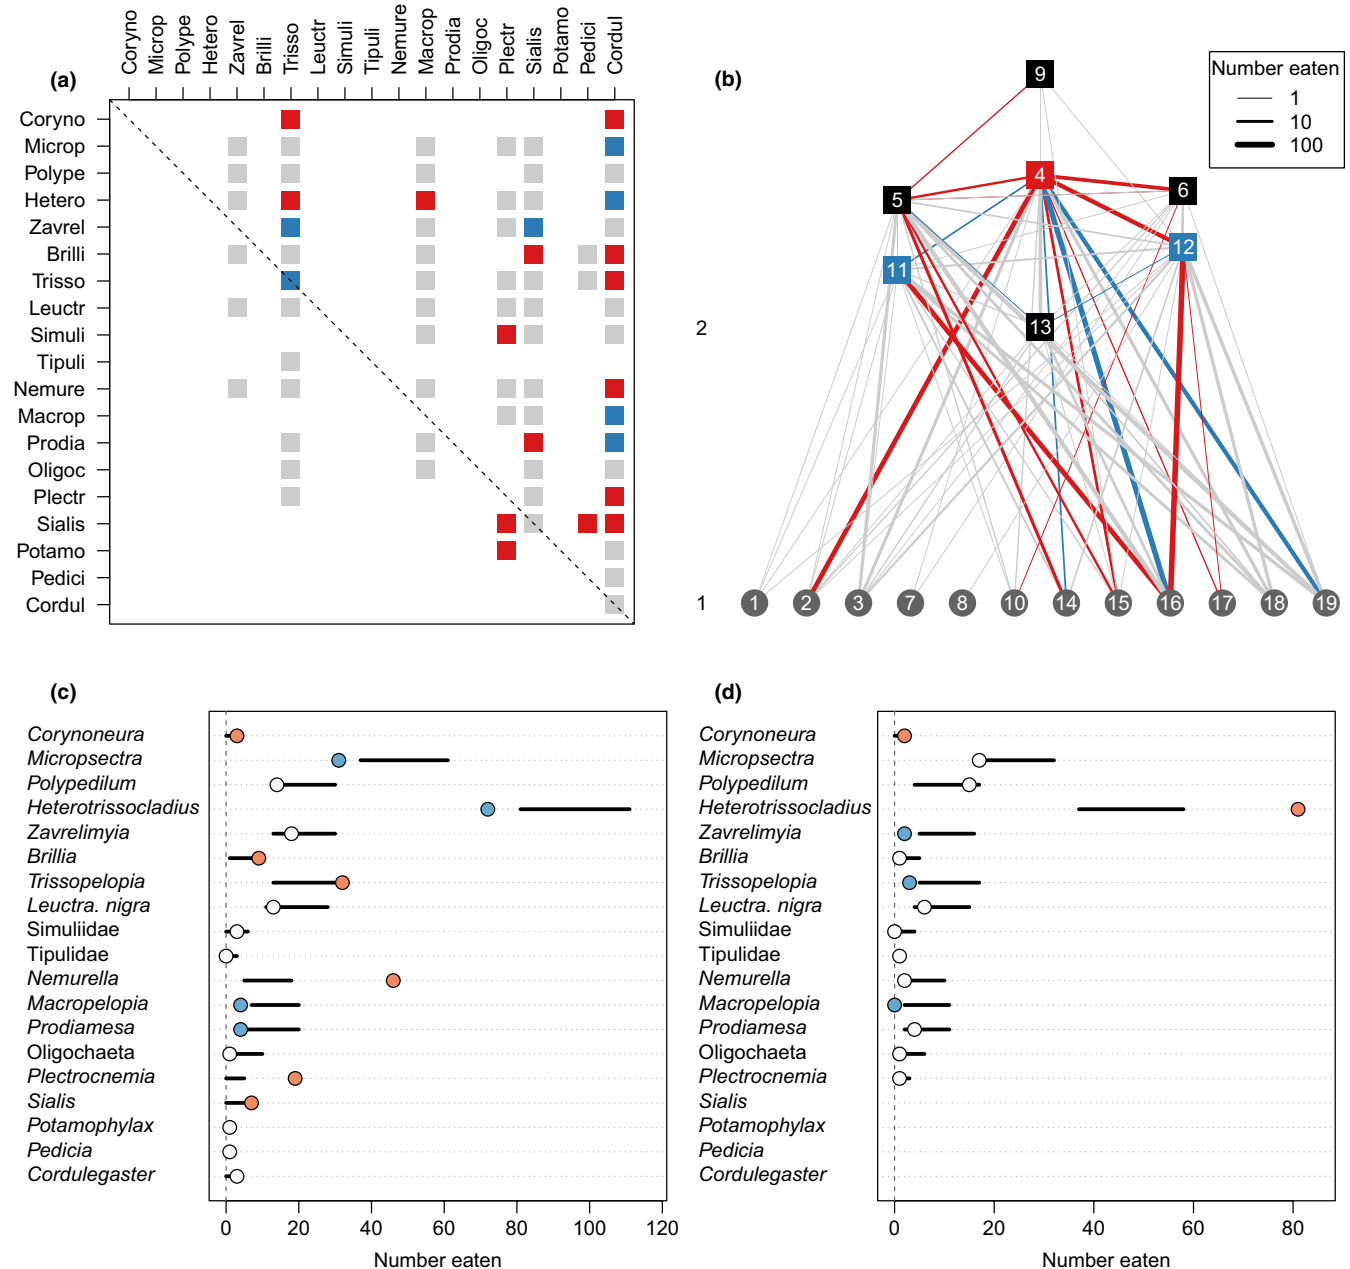 (a)
Coryno
Microp
Polype
Hetero
Zavrel
Brilli
Trisso
Leuctr
Simuli
Tipuli
Nemure
Macrop
Prodia
Oligoc
Plectr
Sialis
Potamo
Pedici
Cordul
Coryno
Microp
Polype
Hetero
Zavrel
Brilli
Trisso
Leuctr
Simuli
Tipuli
Nemure
Macrop
Prodia
Oligoc
Plectr
Sialis
Potamo
Pedici
Cordul
(b)
Number eaten
1
10
100
9
4
5
6
12
11
13
2
1
1
2
3
7
8
10
14
15
16
17
18
19
(c)
Corynoneura
Micropsectra
Polypedilum
Heterotrissocladius
Zavrelimyia
Brillia
Trissopelopia
Leuctra. nigra
Simuliidae
Tipulidae
Nemurella
Macropelopia
Prodiamesa
Oligochaeta
Plectrocnemia
Sialis
Potamophylax
Pedicia
Cordulegaster
0 20 40 60 80 100 120
Number eaten
(d)
Corynoneura
Micropsectra
Polypedilum
Heterotrissocladius
Zavrelimyia
Brillia
Trissopelopia
Leuctra. nigra
Simuliidae
Tipulidae
Nemurella
Macropelopia
Prodiamesa
Oligochaeta
Plectrocnemia
Sialis
Potamophylax
Pedicia
Cordulegaster
0 20 40 60 80
Number eaten